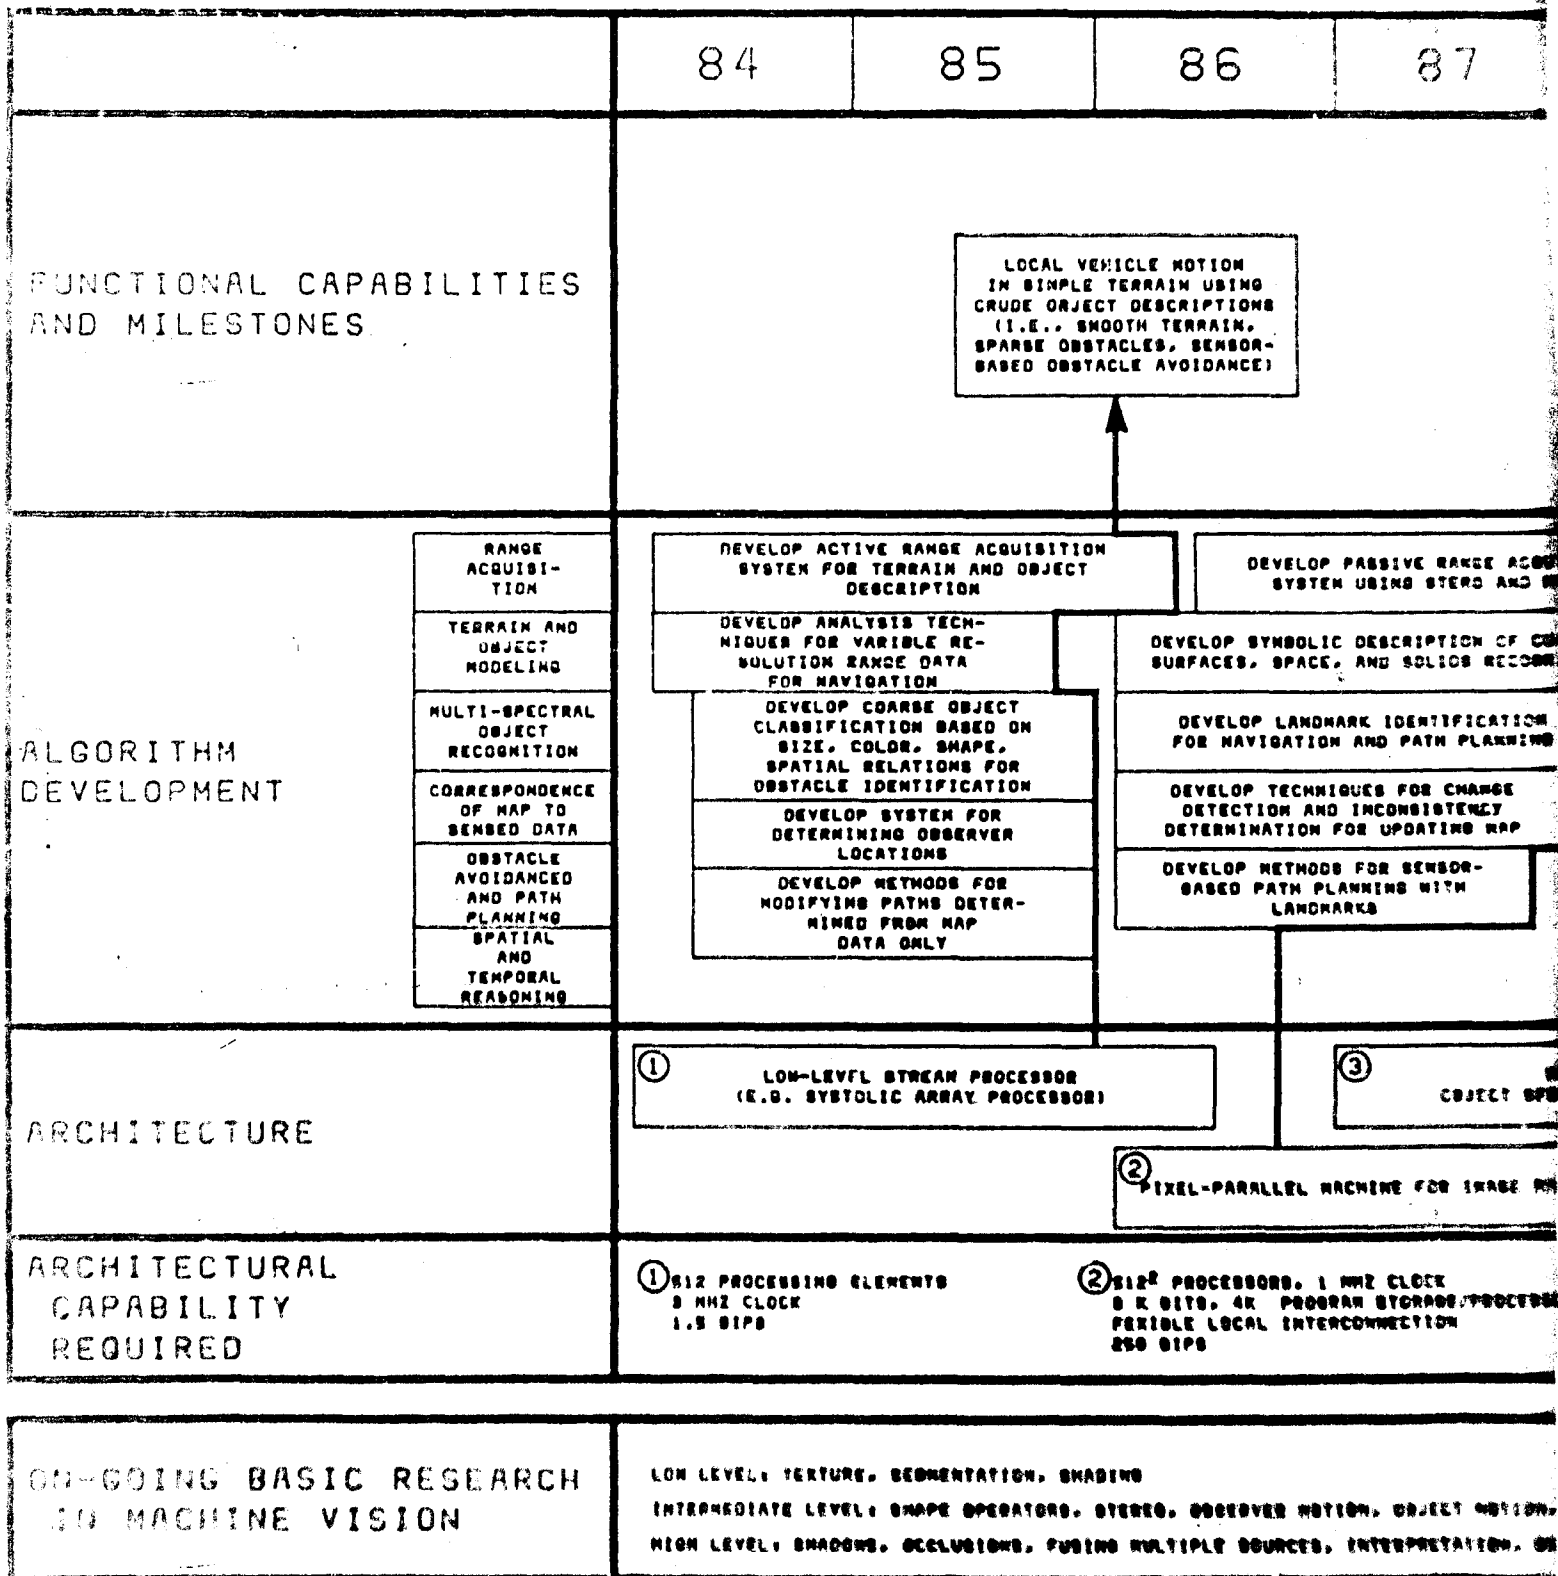 84 85 86 87
FUNCTIONAL CAPABILITIES
AND MILESTONES
LOCAL VEHICLE MOTION
IN SIMPLE TERRAIN USING
CRUDE OBJECT DESCRIPTIONS
(I.E., SMOOTH TERRAIN,
SPARSE OBSTACLES, SENSOR-
BASED OBSTACLE AVOIDANCE)
ALGORITHM
DEVELOPMENT
RANGE
ACQUISI-
TION
DEVELOP ACTIVE RANGE ACQUISITION
SYSTEM FOR TERRAIN AND OBJECT
DESCRIPTION
DEVELOP PASSIVE RANGE
SYSTEM USING STERO AND
TERRAIN AND
OBJECT
MODELING
DEVELOP ANALYSIS TECH-
NIQUES FOR VARIBLE RE-
SOLUTION RANGE DATA
FOR NAVIGATION
DEVELOP SYMBOLIC DESCRIPTION OF
SURFACES, SPACE, AND SOLIDS
MULTI-SPECTRAL
OBJECT
RECOGNITION
DEVELOP COARSE OBJECT
CLASSIFICATION BASED ON
SIZE, COLOR, SHAPE,
SPATIAL RELATIONS FOR
OBSTACLE IDENTIFICATION
DEVELOP LANDMARK IDENTIFICATION
FOR NAVIGATION AND PATH PLANNING
CORRESPONDENCE
OF MAP TO
SENSED DATA
DEVELOP SYSTEM FOR
DETERMINING OBSERVER
LOCATIONS
DEVELOP TECHNIQUES FOR CHANGE
DETECTION AND INCONSISTENCY
DETERMINATION FOR UPDATING MAP
OBSTACLE
AVOIDANCED
AND PATH
PLANNING
DEVELOP METHODS FOR
MODIFYING PATHS DETER-
MINED FROM MAP
DATA ONLY
DEVELOP METHODS FOR SENSOR-
BASED PATH PLANNING WITH
LANDMARKS
SPATIAL
AND
TEMPORAL
REASONING
ARCHITECTURE
1
LOW-LEVEL STREAM PROCESSOR
(E.G. SYSTOLIC ARRAY PROCESSOR)
3
OBJECT
2
PIXEL-PARALLEL MACHINE FOR IMAGE
ARCHITECTURAL
CAPABILITY
REQUIRED
1 512 PROCESSING ELEMENTS
3 MHZ CLOCK
1.5 BIPS
2 512² PROCESSORS, 1 MHZ CLOCK
8 K BITS, 4K PROGRAM STORAGE/PROCESSOR
FEXIBLE LOCAL INTERCONNECTION
250 BIPS
ON-GOING BASIC RESEARCH
IN MACHINE VISION
LOW LEVEL: TEXTURE, SEGMENTATION, SHADING
INTERMEDIATE LEVEL: SHAPE OPERATORS, STEREO, OBSERVER MOTION, OBJECT MOTION,
HIGH LEVEL: SHADOWS, OCCLUSIONS, FUSING MULTIPLE SOURCES, INTERPRETATION,